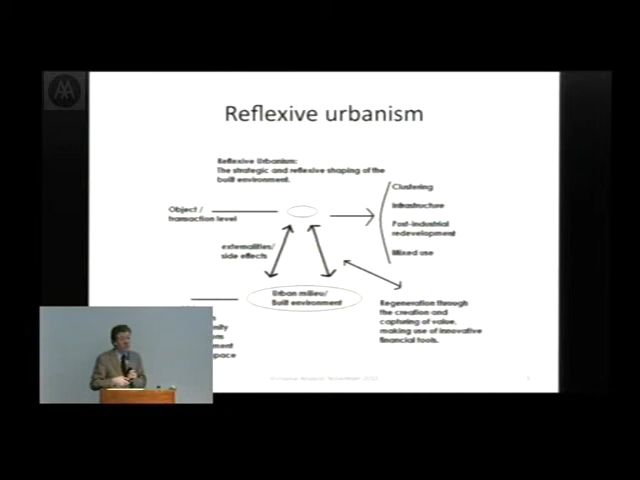 AA
Reflexive urbanism
Reflexive Urbanism:
The strategic and reflexive shaping of the
built environment.
Clustering
Infrastructure
Post-industrial
redevelopment
Mixed use
Object /
transaction level
externalities/
side effects
Urban milieu/
Built environment
Regeneration through
the creation and
capturing of value,
making use of innovative
financial tools.
space